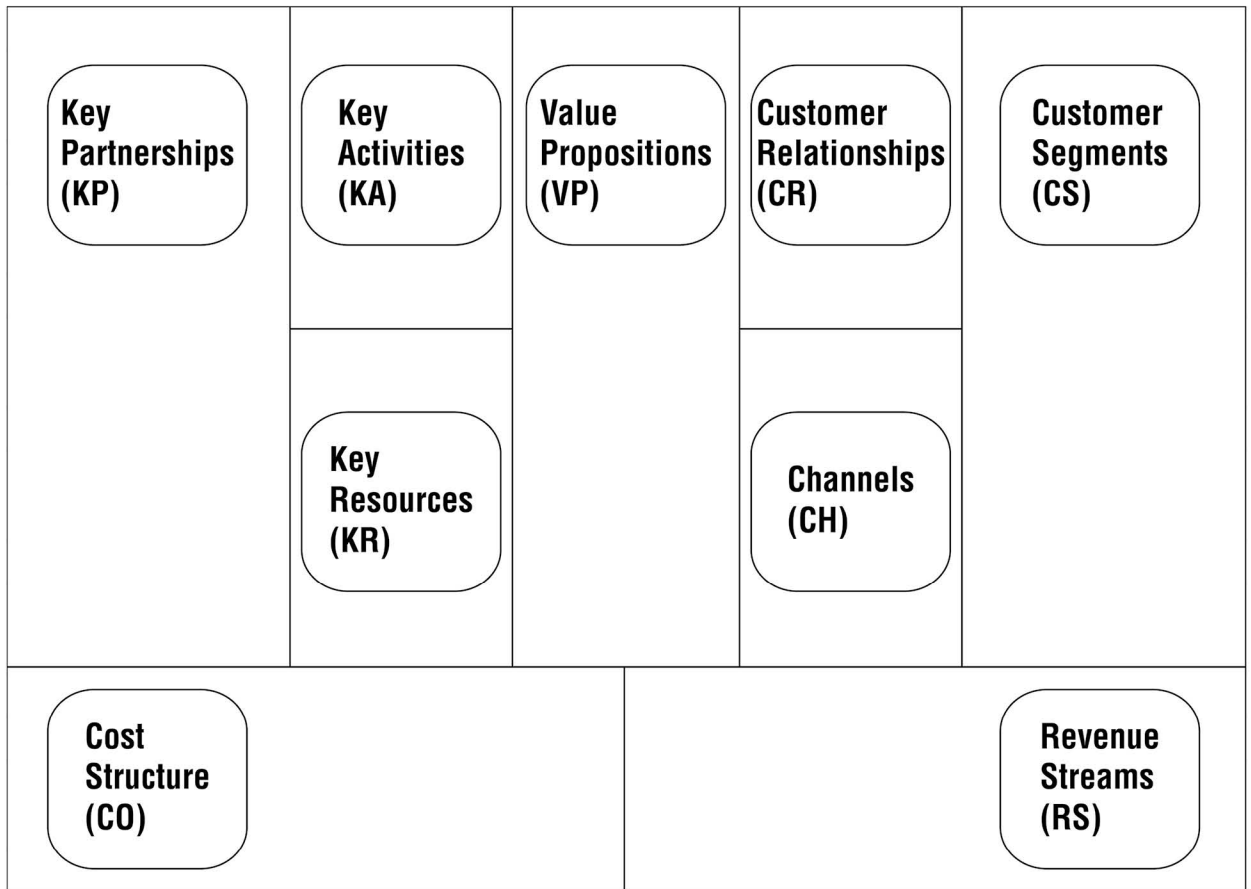 Key
Partnerships
(KP)
Key
Activities
(KA)
Value
Propositions
(VP)
Customer
Relationships
(CR)
Customer
Segments
(CS)
Key
Resources
(KR)
Channels
(CH)
Cost
Structure
(CO)
Revenue
Streams
(RS)